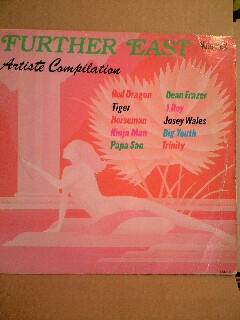 FURTHER EAST
Artiste Compilation
Red Dragon
Dean Frazer
Tiger
I Roy
Horseman
Josey Wales
Ninja Man
Big Youth
Papa San
Trinity